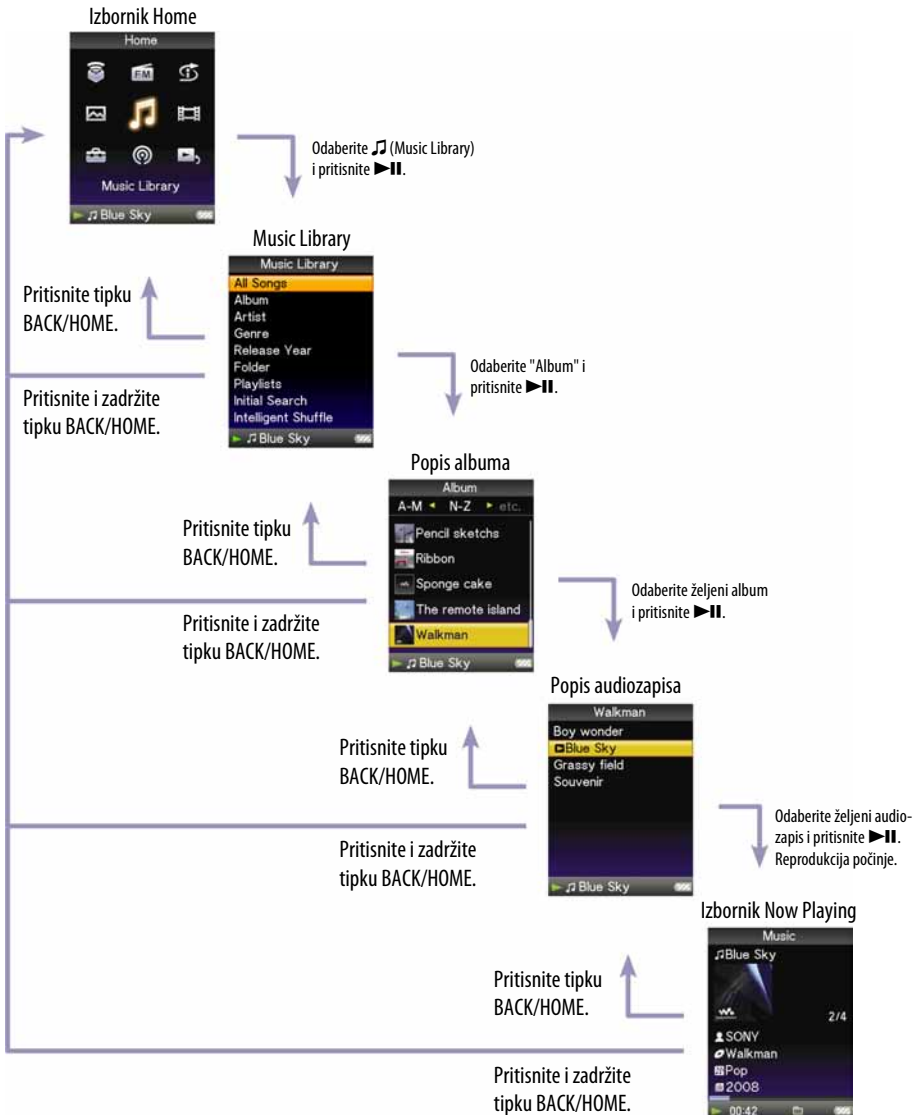 Izbornik Home
Home
FM
Music Library
Blue Sky
Odaberite ♫ (Music Library)
i pritisnite ►II.
Music Library
Music Library
All Songs
Album
Artist
Genre
Release Year
Folder
Playlists
Initial Search
Intelligent Shuffle
Blue Sky
Pritisnite tipku
BACK/HOME.
Pritisnite i zadržite
tipku BACK/HOME.
Odaberite "Album" i
pritisnite ►II.
Popis albuma
Album
A-M ◄ N-Z ► etc.
Pencil sketchs
Ribbon
Sponge cake
The remote island
Walkman
Blue Sky
Pritisnite tipku
BACK/HOME.
Pritisnite i zadržite
tipku BACK/HOME.
Odaberite željeni album
i pritisnite ►II.
Popis audiozapisa
Walkman
Boy wonder
Blue Sky
Grassy field
Souvenir
Blue Sky
Pritisnite tipku
BACK/HOME.
Pritisnite i zadržite
tipku BACK/HOME.
Odaberite željeni audio-
zapis i pritisnite ►II.
Reprodukcija počinje.
Izbornik Now Playing
Music
Blue Sky
2/4
SONY
Walkman
Pop
2008
00:42
Pritisnite tipku
BACK/HOME.
Pritisnite i zadržite
tipku BACK/HOME.